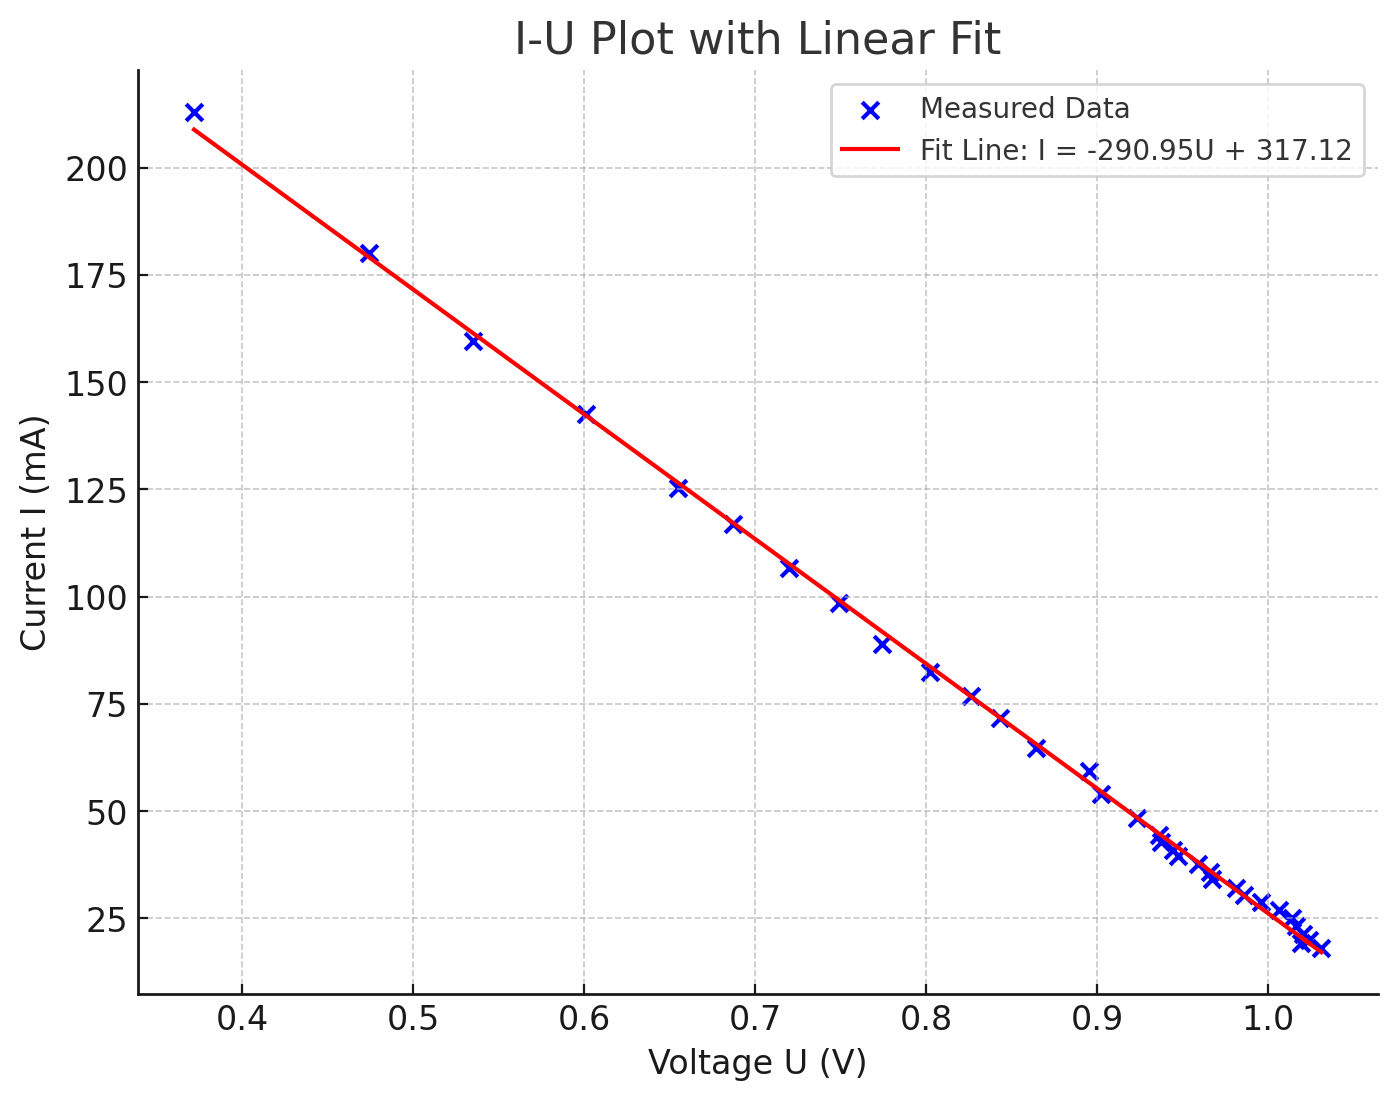 I-U Plot with Linear Fit
Measured Data
Fit Line: I = -290.95U + 317.12
Current I (mA)
200
175
150
125
100
75
50
25
0.4 0.5 0.6 0.7 0.8 0.9 1.0
Voltage U (V)